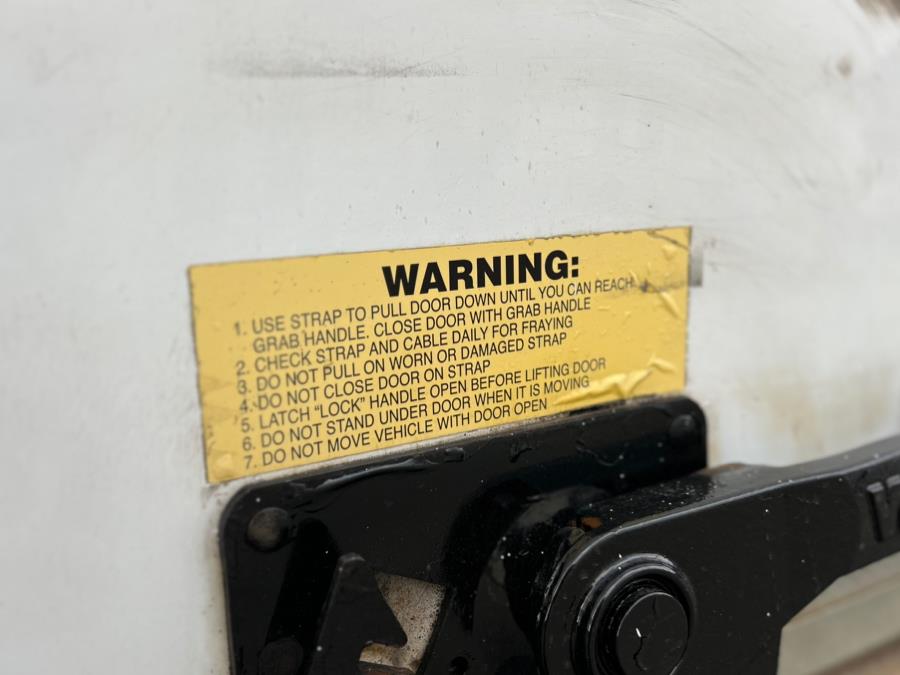 WARNING:
1. USE STRAP TO PULL DOOR DOWN UNTIL YOU CAN REACH
GRAB HANDLE. CLOSE DOOR WITH GRAB HANDLE
2. CHECK STRAP AND CABLE DAILY FOR FRAYING
3. DO NOT PULL ON WORN OR DAMAGED STRAP
4. DO NOT CLOSE DOOR ON STRAP
5. LATCH "LOCK" HANDLE OPEN BEFORE LIFTING DOOR
6. DO NOT STAND UNDER DOOR WHEN IT IS MOVING
7. DO NOT MOVE VEHICLE WITH DOOR OPEN